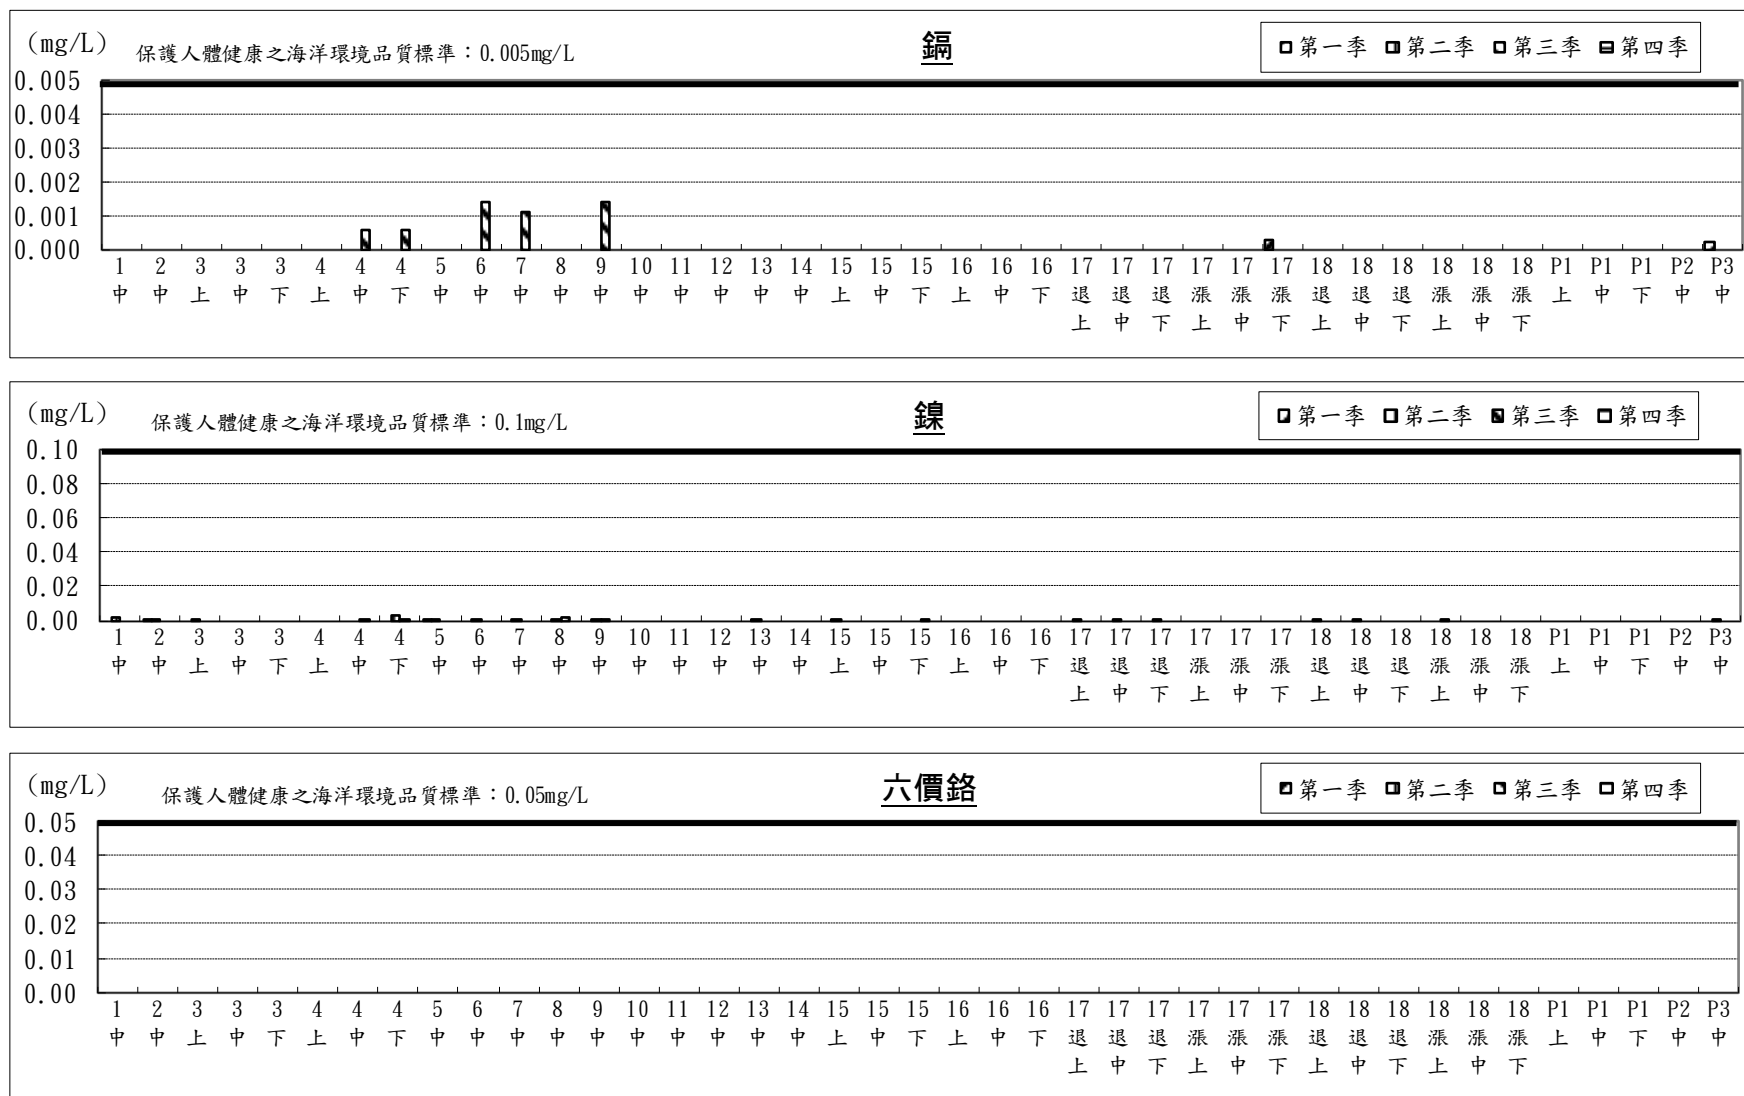 (mg/L) 保護人體健康之海洋環境品質標準：0.005mg/L 鎘 第一季 第二季 第三季 第四季
0.005
0.004
0.003
0.002
0.001
0.000
1 2 3 3 3 4 4 4 5 6 7 8 9 10 11 12 13 14 15 15 15 16 16 16 17 17 17 17 17 17 18 18 18 18 18 18 P1 P1 P1 P2 P3
中 中 上 中 下 上 中 下 中 中 中 中 中 中 中 中 中 中 上 中 下 上 中 下 退 退 退 漲 漲 漲 退 退 退 漲 漲 漲 上 中 下 中 中
上 中 下 上 中 下 上 中 下 上 中 下
(mg/L) 保護人體健康之海洋環境品質標準：0.1mg/L 鎳 第一季 第二季 第三季 第四季
0.10
0.08
0.06
0.04
0.02
0.00
1 2 3 3 3 4 4 4 5 6 7 8 9 10 11 12 13 14 15 15 15 16 16 16 17 17 17 17 17 17 18 18 18 18 18 18 P1 P1 P1 P2 P3
中 中 上 中 下 上 中 下 中 中 中 中 中 中 中 中 中 中 上 中 下 上 中 下 退 退 退 漲 漲 漲 退 退 退 漲 漲 漲 上 中 下 中 中
上 中 下 上 中 下 上 中 下 上 中 下
(mg/L) 保護人體健康之海洋環境品質標準：0.05mg/L 六價鉻 第一季 第二季 第三季 第四季
0.05
0.04
0.03
0.02
0.01
0.00
1 2 3 3 3 4 4 4 5 6 7 8 9 10 11 12 13 14 15 15 15 16 16 16 17 17 17 17 17 17 18 18 18 18 18 18 P1 P1 P1 P2 P3
中 中 上 中 下 上 中 下 中 中 中 中 中 中 中 中 中 中 上 中 下 上 中 下 退 退 退 漲 漲 漲 退 退 退 漲 漲 漲 上 中 下 中 中
上 中 下 上 中 下 上 中 下 上 中 下